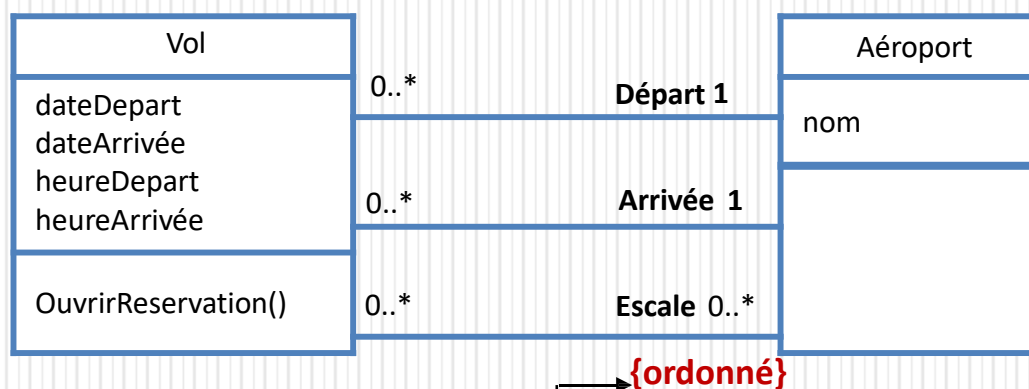 Vol
dateDepart
dateArrivée
heureDepart
heureArrivée
OuvrirReservation()
0..*
Départ 1
0..*
Arrivée 1
0..*
Escale 0..*
{ordonné}
Aéroport
nom